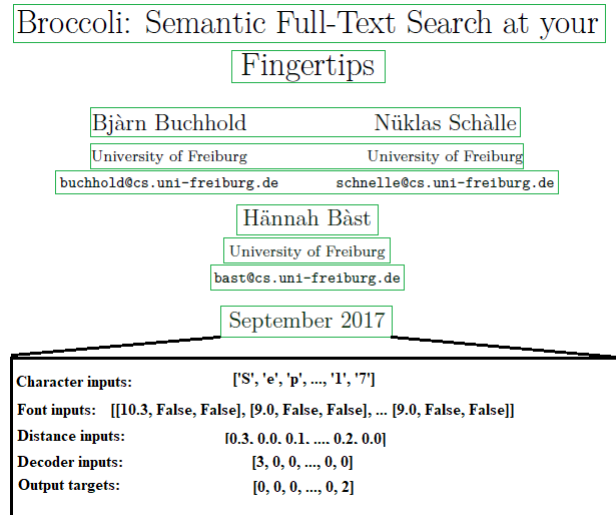 Broccoli: Semantic Full-Text Search at your
Fingertips
Bjàrn Buchhold Nüklas Schàlle
University of Freiburg University of Freiburg
buchhold@cs.uni-freiburg.de schnelle@cs.uni-freiburg.de
Hännah Bàst
University of Freiburg
bast@cs.uni-freiburg.de
September 2017
Character inputs: ['S', 'e', 'p', ..., '1', '7']
Font inputs: [[10.3, False, False], [9.0, False, False], ... [9.0, False, False]]
Distance inputs: [0.3, 0.0, 0.1, ..., 0.2, 0.0]
Decoder inputs: [3, 0, 0, ..., 0, 0]
Output targets: [0, 0, 0, ..., 0, 2]